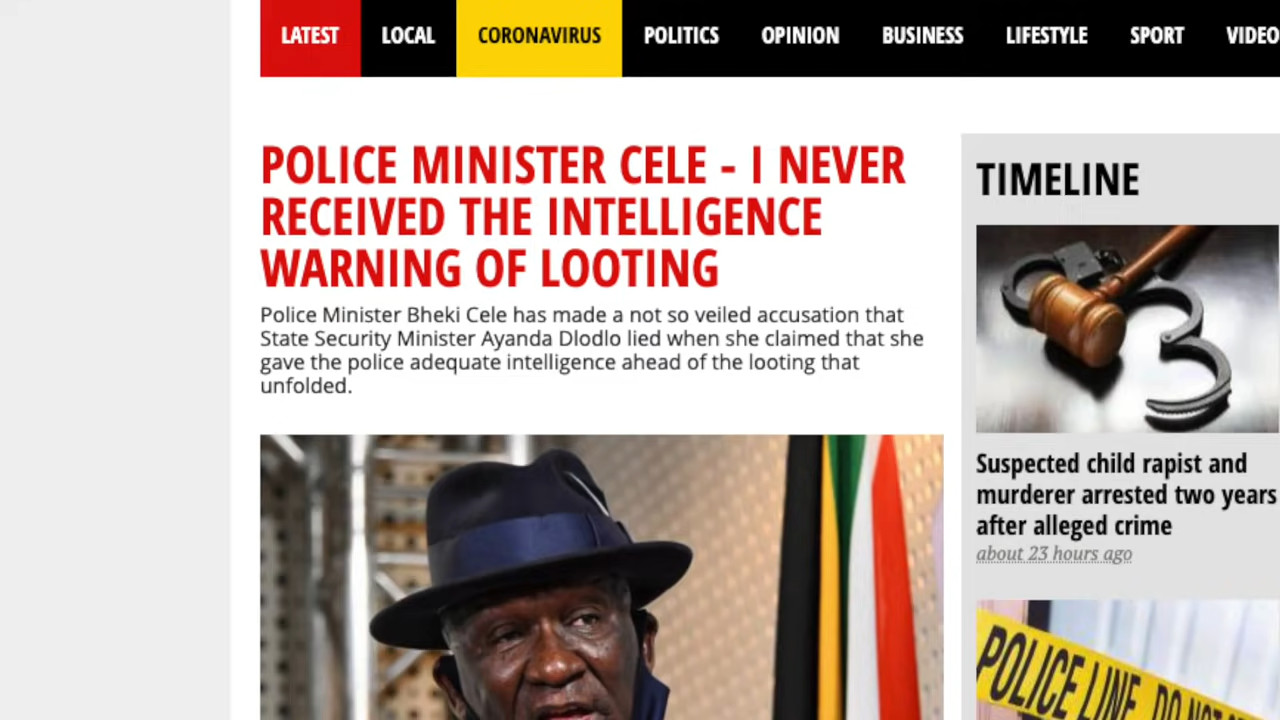 LATEST LOCAL CORONAVIRUS POLITICS OPINION BUSINESS LIFESTYLE SPORT VIDEO
POLICE MINISTER CELE - I NEVER
RECEIVED THE INTELLIGENCE
WARNING OF LOOTING
Police Minister Bheki Cele has made a not so veiled accusation that
State Security Minister Ayanda Dlodlo lied when she claimed that she
gave the police adequate intelligence ahead of the looting that
unfolded.
TIMELINE
Suspected child rapist and
murderer arrested two years
after alleged crime
about 23 hours ago
POLICE LINE DO NOT